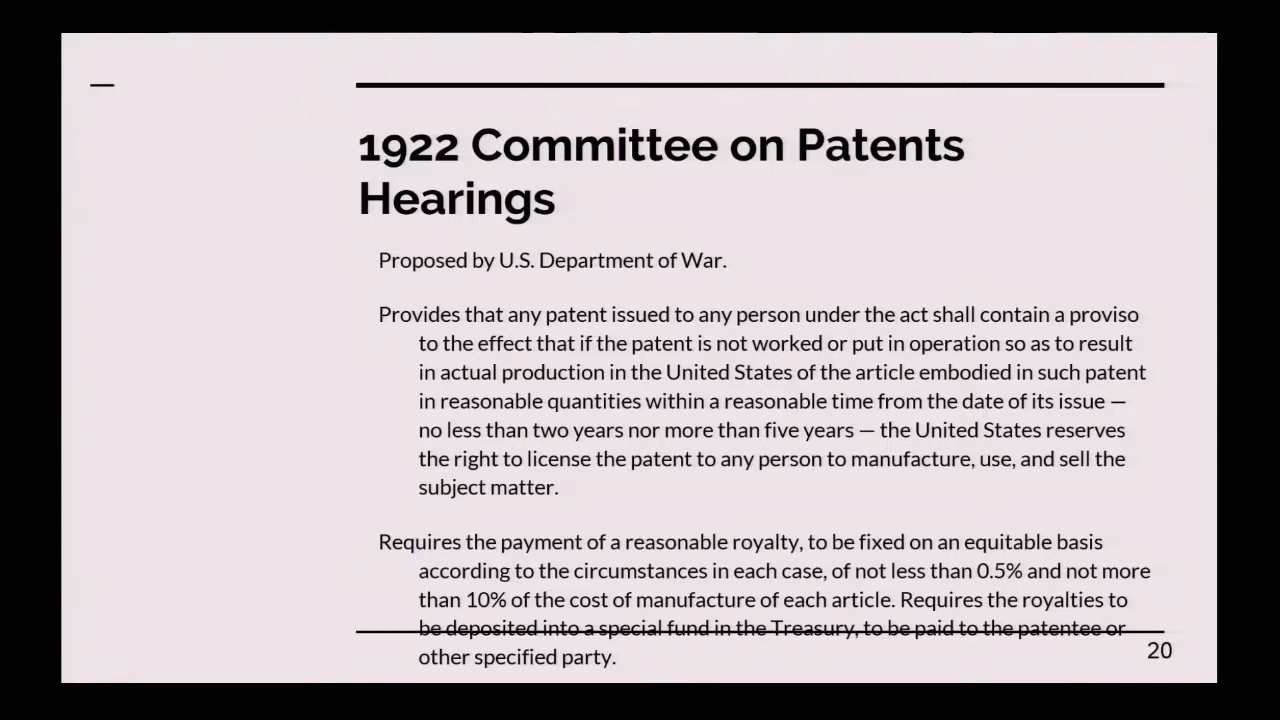 1922 Committee on Patents
Hearings
Proposed by U.S. Department of War.
Provides that any patent issued to any person under the act shall contain a proviso
to the effect that if the patent is not worked or put in operation so as to result
in actual production in the United States of the article embodied in such patent
in reasonable quantities within a reasonable time from the date of its issue —
no less than two years nor more than five years — the United States reserves
the right to license the patent to any person to manufacture, use, and sell the
subject matter.
Requires the payment of a reasonable royalty, to be fixed on an equitable basis
according to the circumstances in each case, of not less than 0.5% and not more
than 10% of the cost of manufacture of each article. Requires the royalties to
be deposited into a special fund in the Treasury, to be paid to the patentee or
other specified party.
20